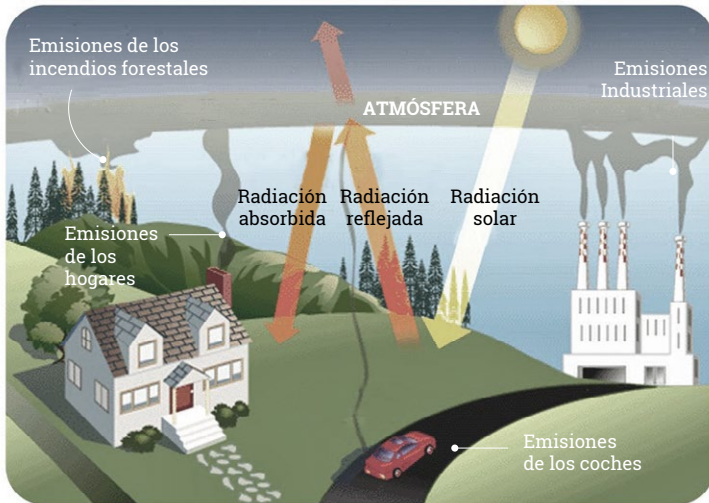 Emisiones de los
incendios forestales
Emisiones
Industriales
ATMÓSFERA
Radiación
absorbida
Radiación
reflejada
Radiación
solar
Emisiones
de los
hogares
Emisiones
de los coches